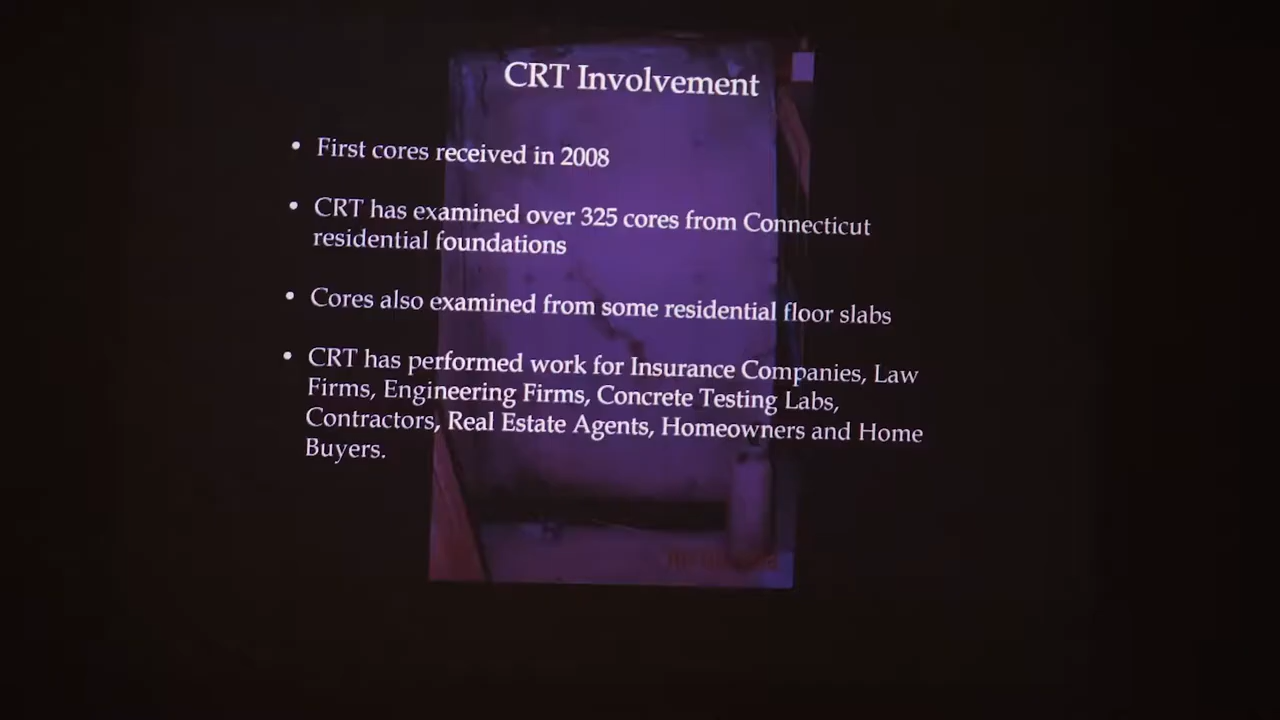 CRT Involvement
• First cores received in 2008
• CRT has examined over 325 cores from Connecticut
residential foundations
• Cores also examined from some residential floor slabs
• CRT has performed work for Insurance Companies, Law
Firms, Engineering Firms, Concrete Testing Labs,
Contractors, Real Estate Agents, Homeowners and Home
Buyers.